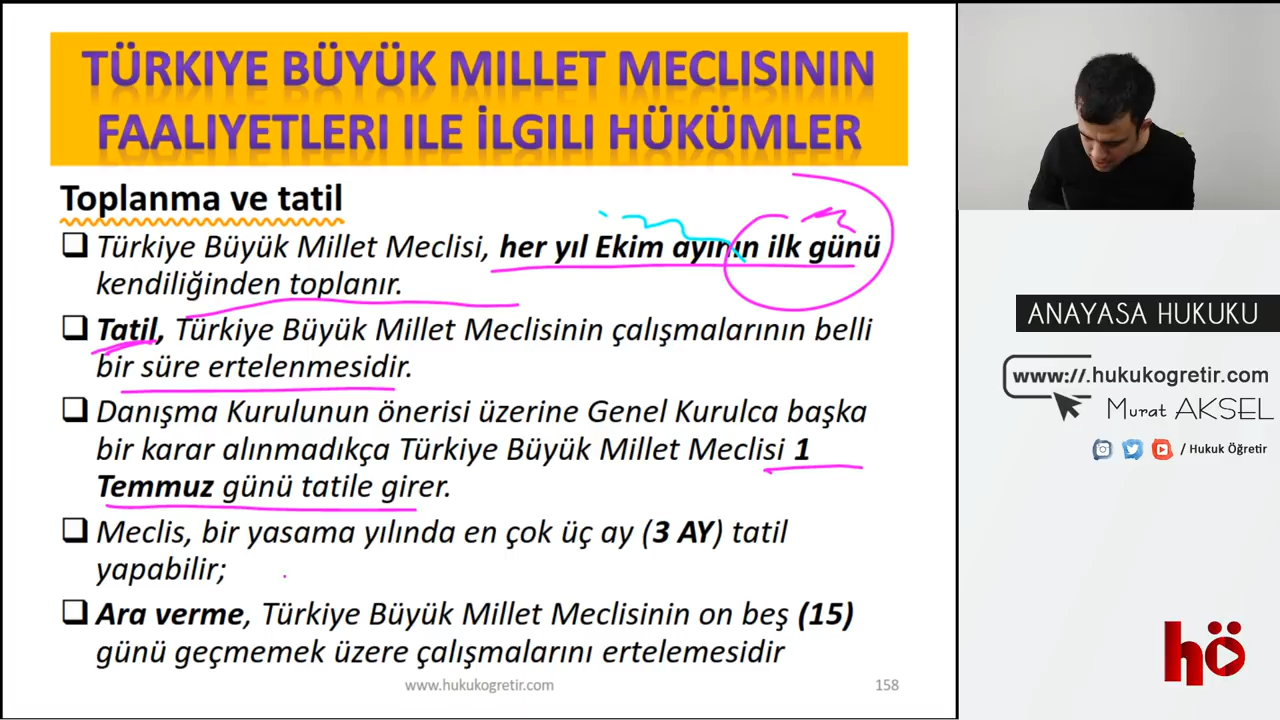 TÜRKIYE BÜYÜK MILLET MECLISININ
FAALIYETLERI ILE İLGILI HÜKÜMLER
Toplanma ve tatil
❑ Türkiye Büyük Millet Meclisi, her yıl Ekim ayının ilk günü
kendiliğinden toplanır.
❑ Tatil, Türkiye Büyük Millet Meclisinin çalışmalarının belli
bir süre ertelenmesidir.
❑ Danışma Kurulunun önerisi üzerine Genel Kurulca başka
bir karar alınmadıkça Türkiye Büyük Millet Meclisi 1
Temmuz günü tatile girer.
❑ Meclis, bir yasama yılında en çok üç ay (3 AY) tatil
yapabilir;
❑ Ara verme, Türkiye Büyük Millet Meclisinin on beş (15)
günü geçmemek üzere çalışmalarını ertelemesidir
www.hukukogretir.com
158
ANAYASA HUKUKU
www://.hukukogretir.com
Murat AKSEL
/ Hukuk Öğretir
hö